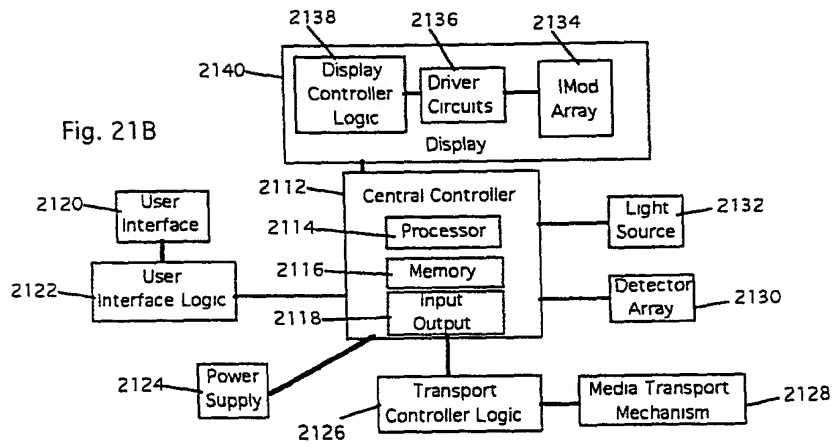 2138
2136
2134
2140
Display
Controller
Logic
Driver
Circuits
IMod
Array
Display
Fig. 21B
2112
Central Controller
2120
User
Interface
2114
Processor
Light
Source
2132
2116
Memory
2122
User
Interface Logic
2118
Input
Output
Detector
Array
2130
2124
Power
Supply
Transport
Controller Logic
2126
Media Transport
Mechanism
2128